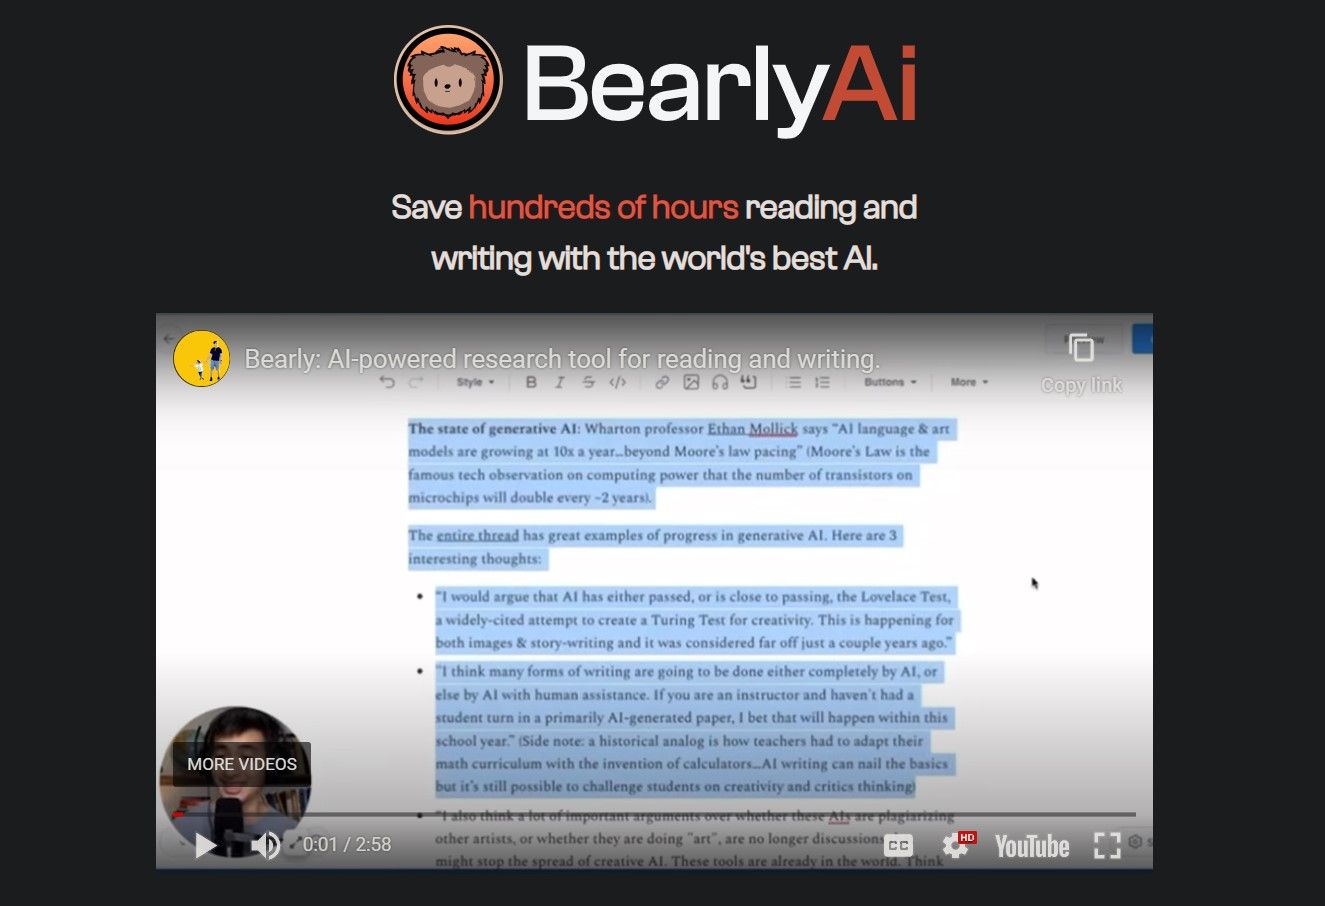 BearlyAi
Save hundreds of hours reading and
writing with the world's best AI.
Bearly: AI-powered research tool for reading and writing.
Copy link
Style
B I S </>
Buttons
More
The state of generative AI: Wharton professor Ethan Mollick says "AI language & art
models are growing at 10x a year…beyond Moore's law pacing" (Moore's Law is the
famous tech observation on computing power that the number of transistors on
microchips will double every ~2 years).
The entire thread has great examples of progress in generative AI. Here are 3
interesting thoughts:
• "I would argue that AI has either passed, or is close to passing, the Lovelace Test,
a widely-cited attempt to create a Turing Test for creativity. This is happening for
both images & story-writing and it was considered far off just a couple years ago."
• "I think many forms of writing are going to be done either completely by AI, or
else by AI with human assistance. If you are an instructor and haven't had a
student turn in a primarily AI-generated paper, I bet that will happen within this
school year." (Side note: a historical analog is how teachers had to adapt their
math curriculum with the invention of calculators…AI writing can nail the basics
but it's still possible to challenge students on creativity and critics thinking)
• "I also think a lot of important arguments over whether these AIs are plagiarizing
other artists, or whether they are doing "art", are no longer discussions
might stop the spread of creative AI. These tools are already in the world. Think
MORE VIDEOS
0:01 / 2:58
CC
HD
YouTube